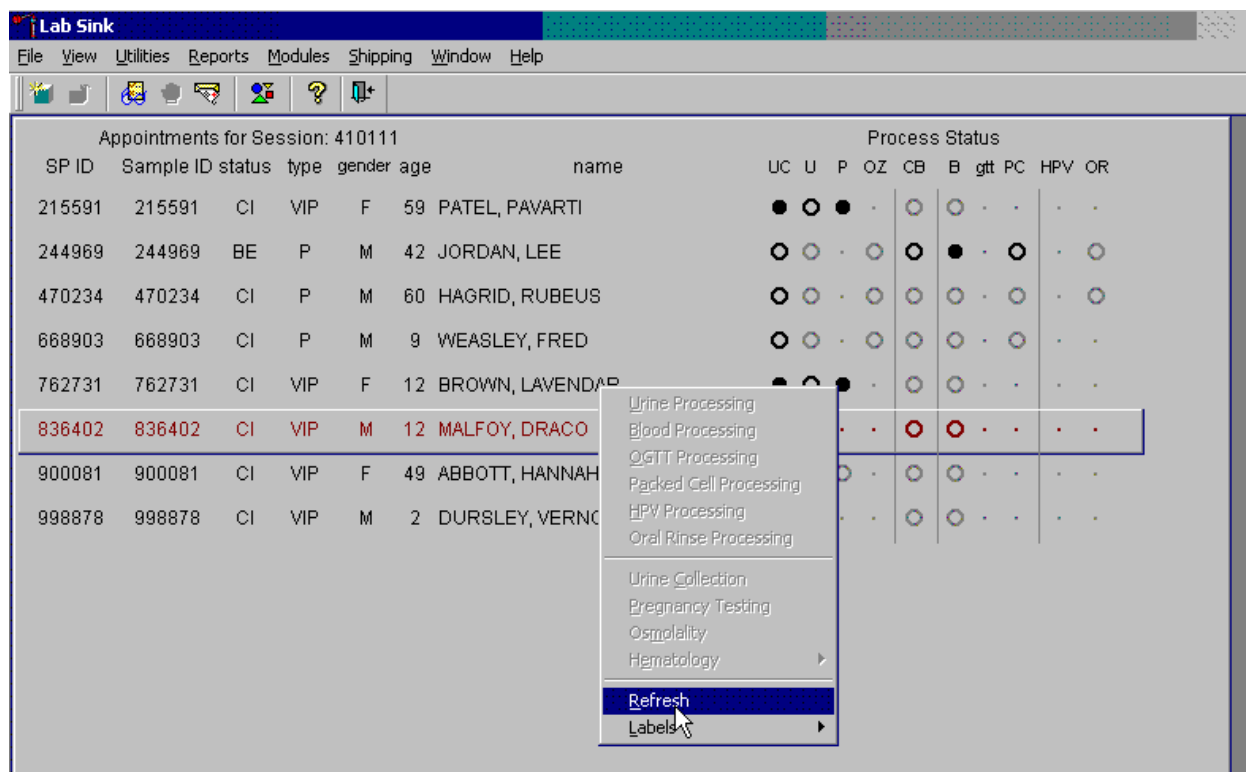 Lab Sink
File View Utilities Reports Modules Shipping Window Help
Appointments for Session: 410111 Process Status
SP ID Sample ID status type gender age name UC U P OZ CB B gtt PC HPV OR
215591 215591 CI VIP F 59 PATEL, PAVARTI
244969 244969 BE P M 42 JORDAN, LEE
470234 470234 CI P M 60 HAGRID, RUBEUS
668903 668903 CI P M 9 WEASLEY, FRED
762731 762731 CI VIP F 12 BROWN, LAVENDAR
836402 836402 CI VIP M 12 MALFOY, DRACO
900081 900081 CI VIP F 49 ABBOTT, HANNAH
998878 998878 CI VIP M 2 DURSLEY,
Urine Processing
Blood Processing
OGTT Processing
Packed Cell Processing
HPV Processing
Oral Rinse Processing
Urine Collection
Pregnancy Testing
Osmolality
Hematology
Refresh
Labels